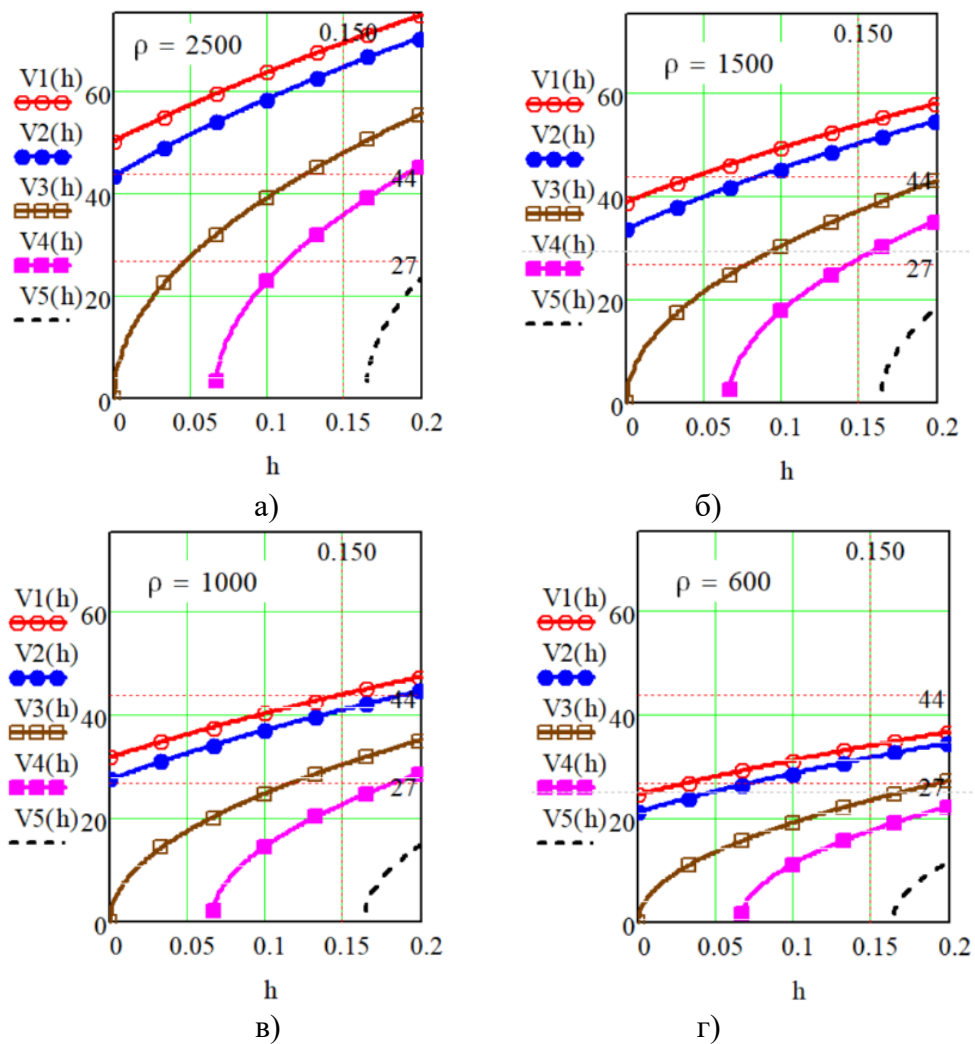 ρ = 2500
0.150
V1(h)
V2(h)
V3(h)
V4(h)
V5(h)
60
40
20
0
44
27
0 0.05 0.1 0.15 0.2
h
а)
ρ = 1500
0.150
V1(h)
V2(h)
V3(h)
V4(h)
V5(h)
60
40
20
0
44
27
0 0.05 0.1 0.15 0.2
h
б)
ρ = 1000
0.150
V1(h)
V2(h)
V3(h)
V4(h)
V5(h)
60
40
20
0
44
27
0 0.05 0.1 0.15 0.2
h
в)
ρ = 600
0.150
V1(h)
V2(h)
V3(h)
V4(h)
V5(h)
60
40
20
0
44
27
0 0.05 0.1 0.15 0.2
h
г)